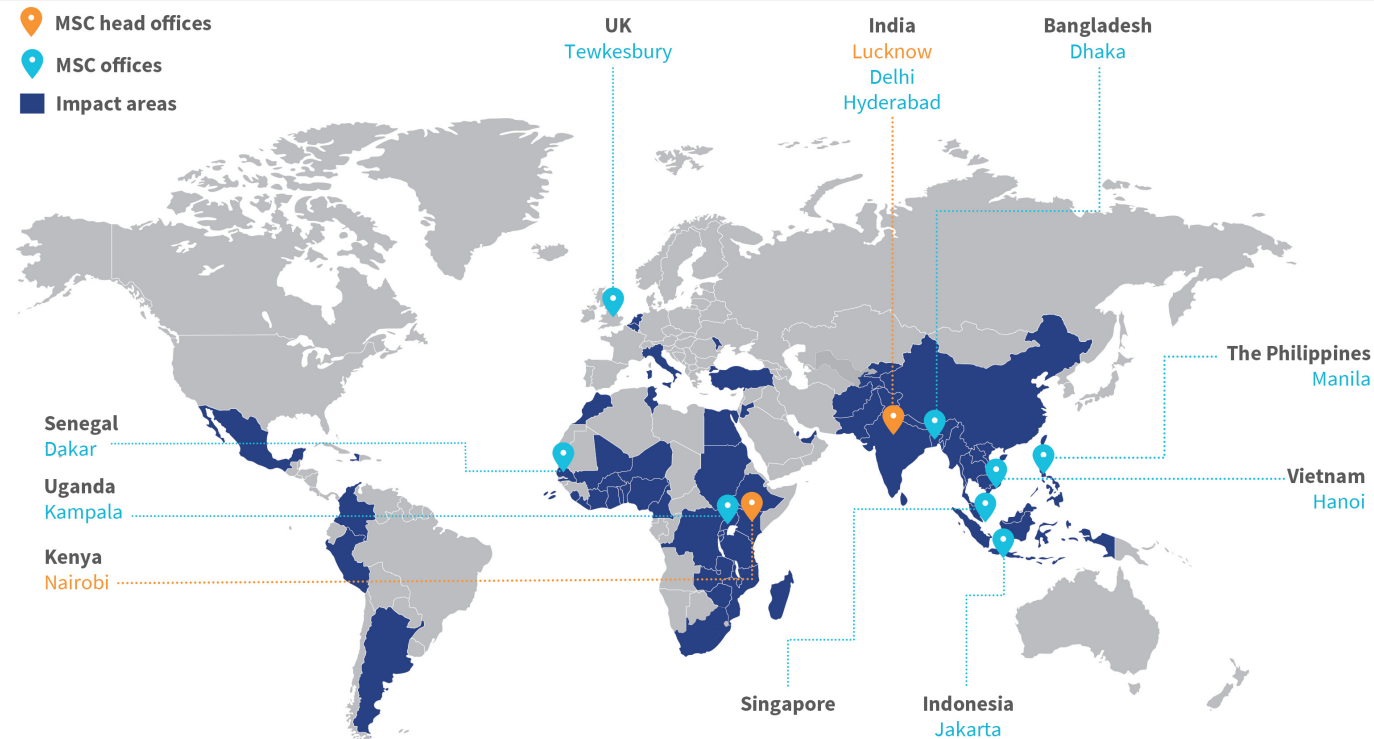 MSC head offices
MSC offices
Impact areas
UK
Tewkesbury
India
Lucknow
Delhi
Hyderabad
Bangladesh
Dhaka
The Philippines
Manila
Senegal
Dakar
Vietnam
Hanoi
Uganda
Kampala
Kenya
Nairobi
Singapore
Indonesia
Jakarta